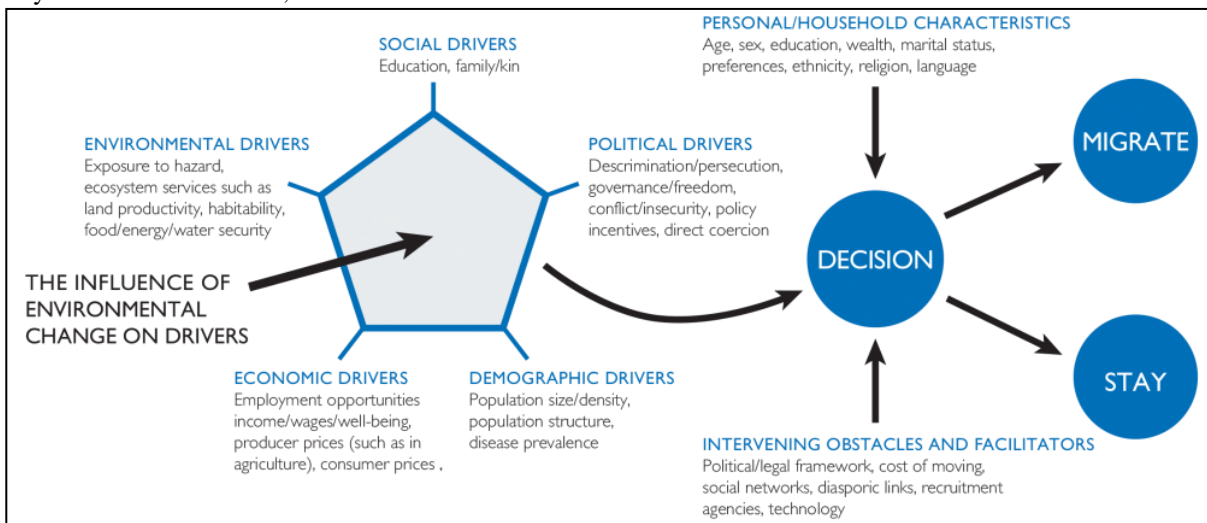 SOCIAL DRIVERS
Education, family/kin
ENVIRONMENTAL DRIVERS
Exposure to hazard,
ecosystem services such as
land productivity, habitability,
food/energy/water security
POLITICAL DRIVERS
Descrimination/persecution,
governance/freedom,
conflict/insecurity, policy
incentives, direct coercion
THE INFLUENCE OF
ENVIRONMENTAL
CHANGE ON DRIVERS
ECONOMIC DRIVERS
Employment opportunities
income/wages/well-being,
producer prices (such as in
agriculture), consumer prices ,
DEMOGRAPHIC DRIVERS
Population size/density,
population structure,
disease prevalence
PERSONAL/HOUSEHOLD CHARACTERISTICS
Age, sex, education, wealth, marital status,
preferences, ethnicity, religion, language
DECISION
MIGRATE
STAY
INTERVENING OBSTACLES AND FACILITATORS
Political/legal framework, cost of moving,
social networks, diasporic links, recruitment
agencies, technology